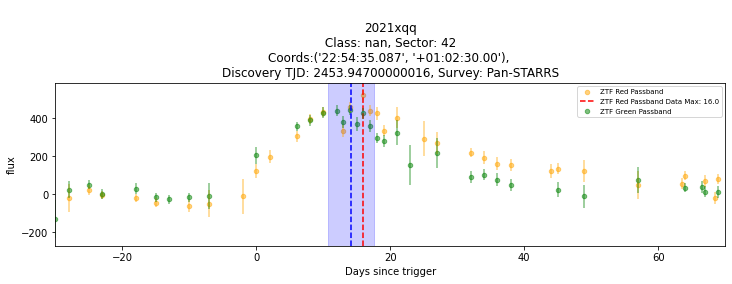 2021xqq
Class: nan, Sector: 42
Coords:('22:54:35.087', '+01:02:30.00'),
Discovery TJD: 2453.94700000016, Survey: Pan-STARRS
ZTF Red Passband
ZTF Red Passband Data Max: 16.0
ZTF Green Passband
flux
400
200
0
−200
−20
0
20
40
60
Days since trigger